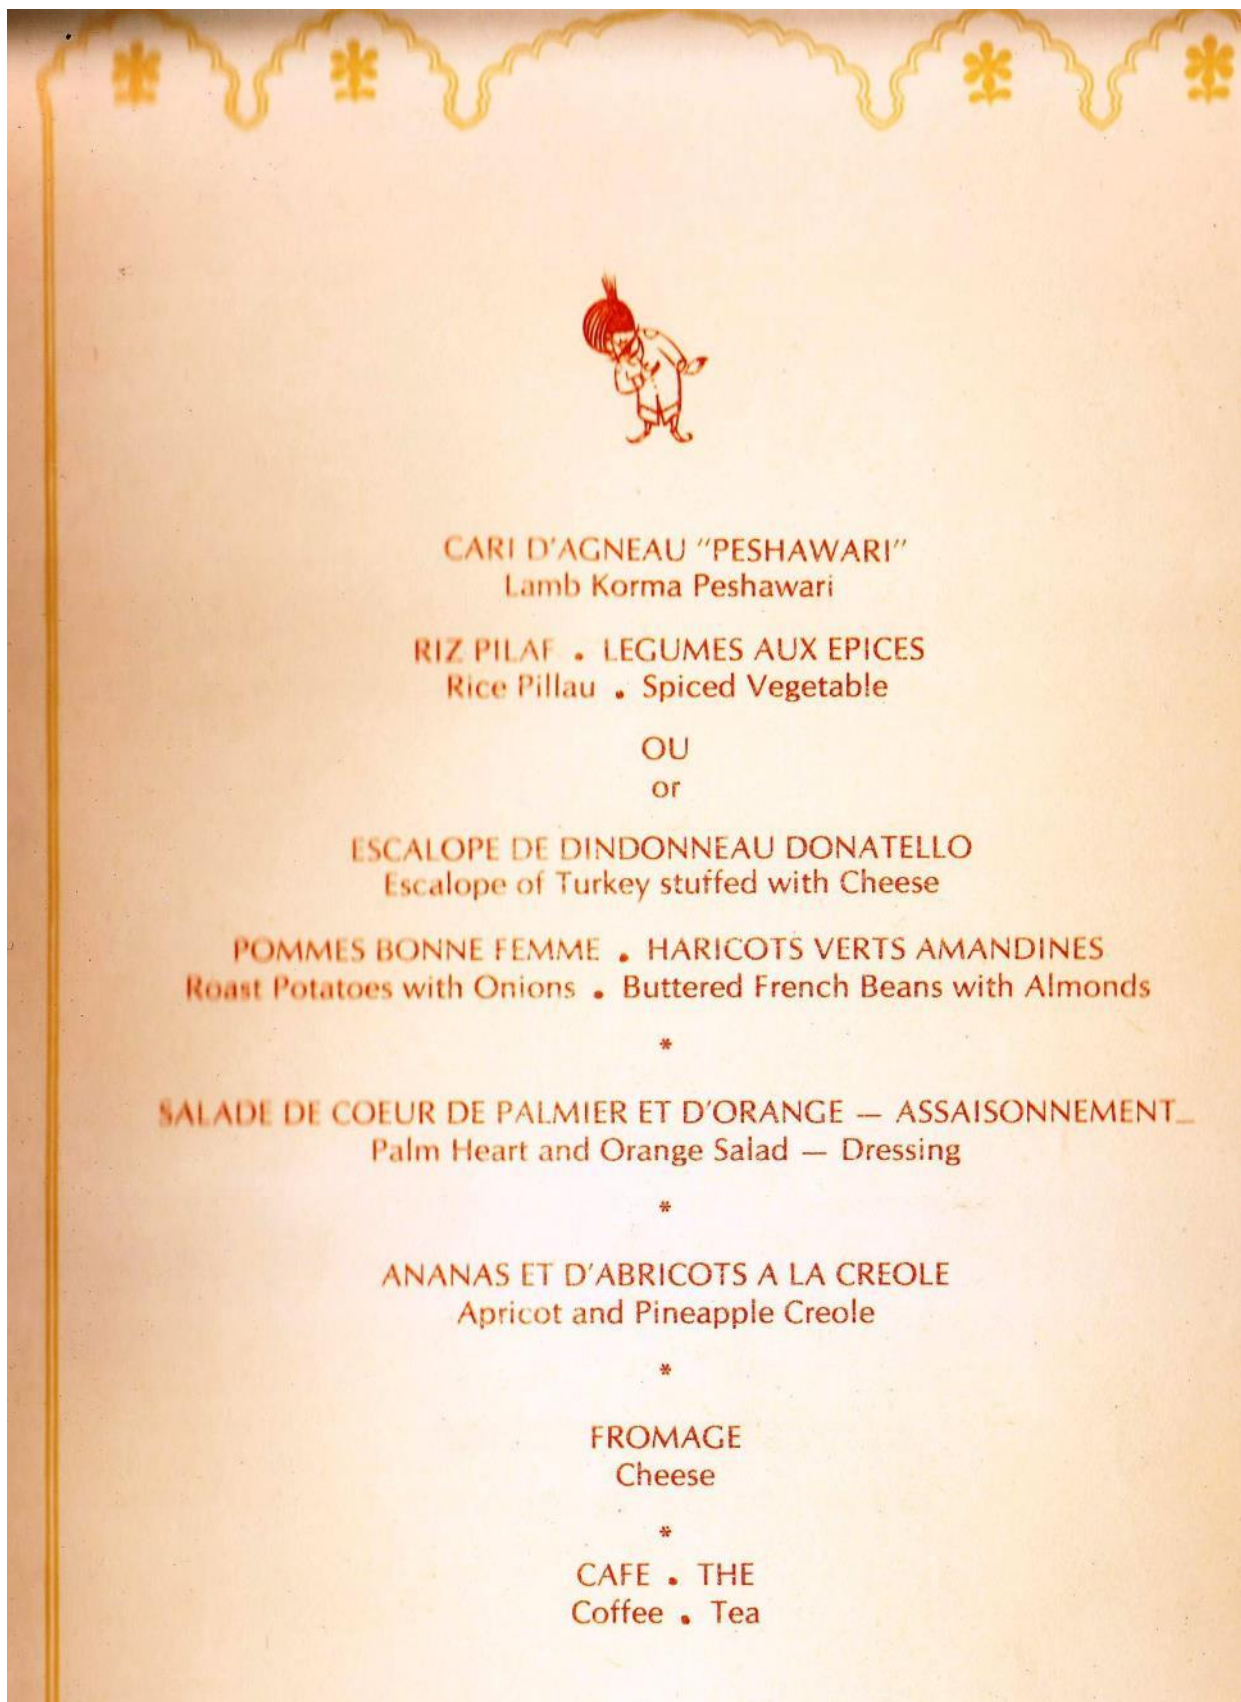 CARI D'AGNEAU "PESHAWARI"
Lamb Korma Peshawari
RIZ PILAF . LEGUMES AUX EPICES
Rice Pillau . Spiced Vegetable
OU
or
ESCALOPE DE DINDONNEAU DONATELLO
Escalope of Turkey stuffed with Cheese
POMMES BONNE FEMME . HARICOTS VERTS AMANDINES
Roast Potatoes with Onions . Buttered French Beans with Almonds
*
SALADE DE COEUR DE PALMIER ET D'ORANGE — ASSAISONNEMENT
Palm Heart and Orange Salad — Dressing
*
ANANAS ET D'ABRICOTS A LA CREOLE
Apricot and Pineapple Creole
*
FROMAGE
Cheese
*
CAFE . THE
Coffee . Tea